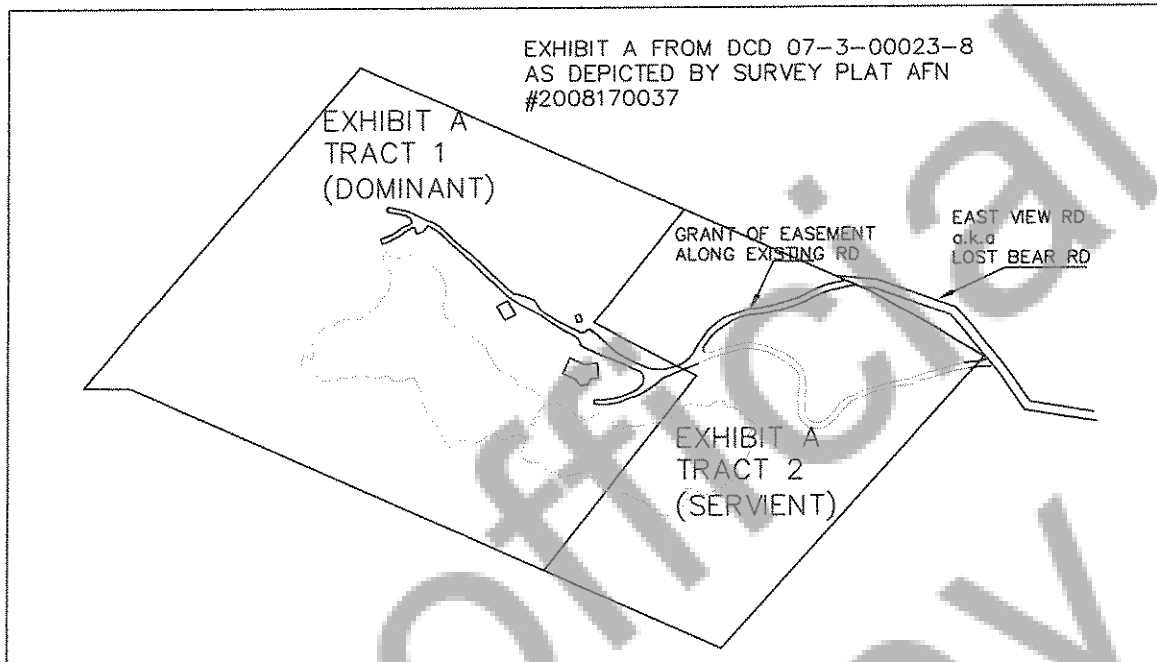 EXHIBIT A FROM DCD 07-3-00023-8
AS DEPICTED BY SURVEY PLAT AFN
#2008170037
EXHIBIT A
TRACT 1
(DOMINANT)
GRANT OF EASEMENT
ALONG EXISTING RD
EAST VIEW RD
a.k.a
LOST BEAR RD
EXHIBIT A
TRACT 2
(SERVIENT)
official